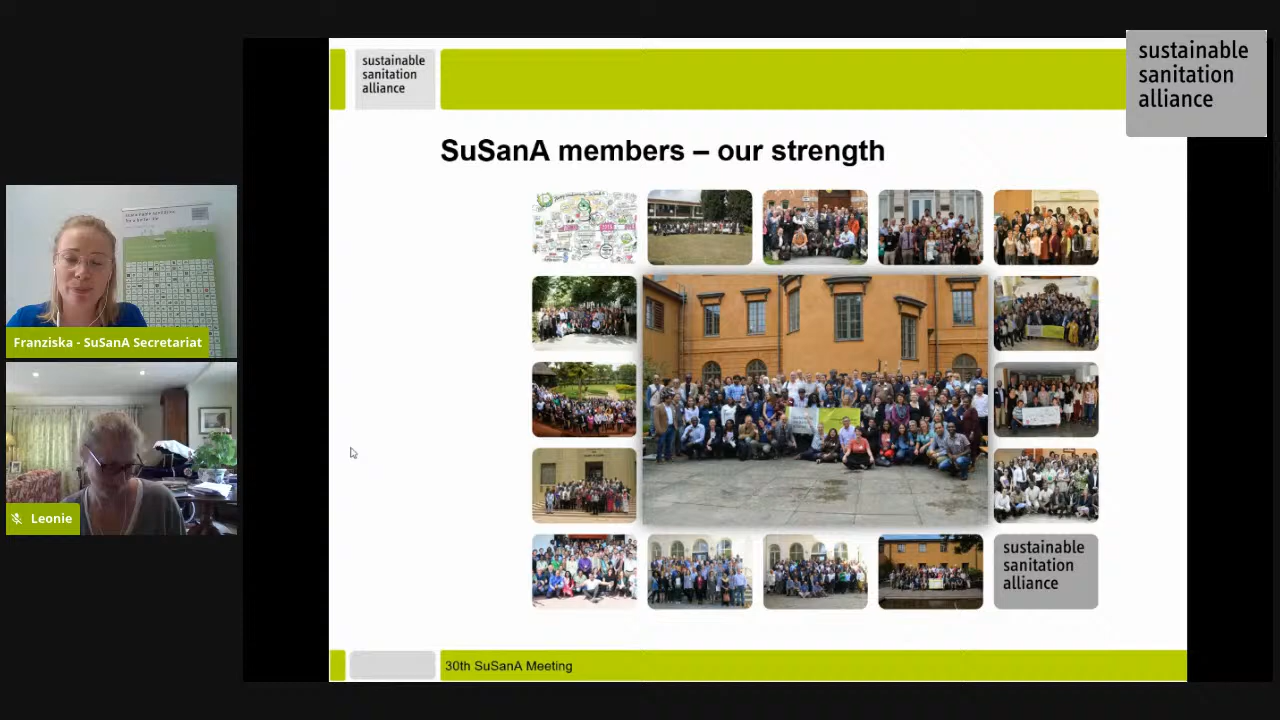 sustainable
sanitation
alliance
sustainable
sanitation
alliance
SuSanA members – our strength
Franziska - SuSanA Secretariat
Leonie
sustainable
sanitation
alliance
30th SuSanA Meeting